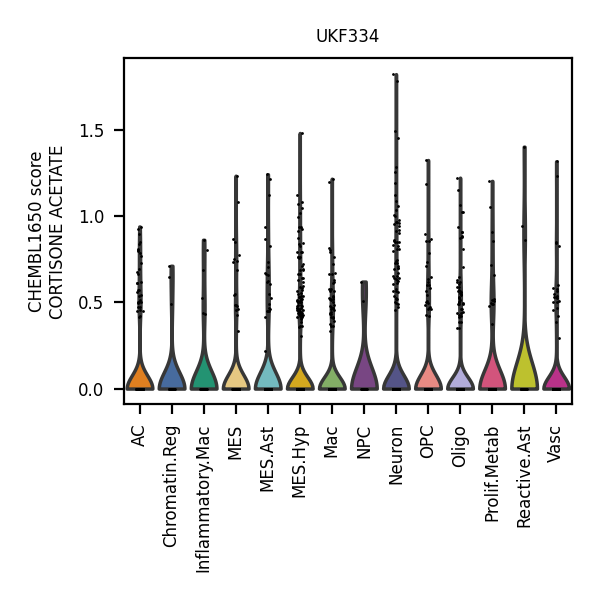 UKF334
CHEMBL1650 score
CORTISONE ACETATE
1.5
1.0
0.5
0.0
AC
Chromatin.Reg
Inflammatory.Mac
MES
MES.Ast
MES.Hyp
Mac
NPC
Neuron
OPC
Oligo
Prolif.Metab
Reactive.Ast
Vasc